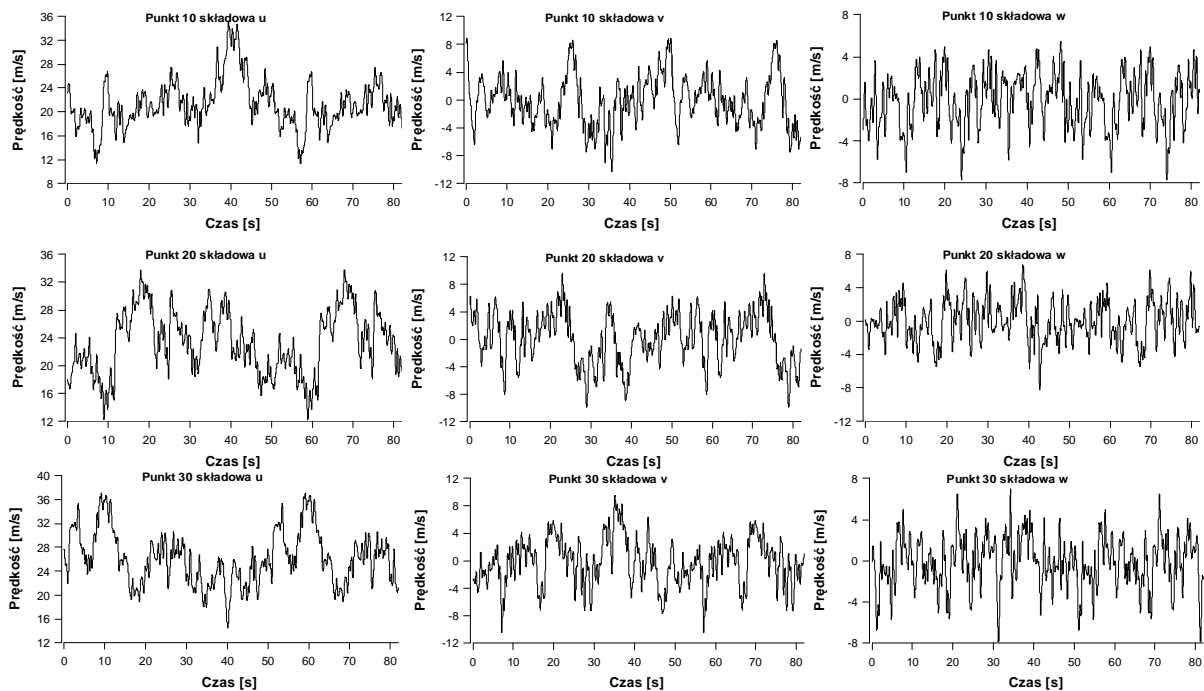 Punkt 10 składowa u
Prędkość [m/s]
36
32
28
24
20
16
12
8
0 10 20 30 40 50 60 70 80
Czas [s]
Punkt 10 składowa v
Prędkość [m/s]
12
8
4
0
-4
-8
-12
0 10 20 30 40 50 60 70 80
Czas [s]
Punkt 10 składowa w
Prędkość [m/s]
8
4
0
-4
-8
0 10 20 30 40 50 60 70 80
Czas [s]
Punkt 20 składowa u
Prędkość [m/s]
36
32
28
24
20
16
12
0 10 20 30 40 50 60 70 80
Czas [s]
Punkt 20 składowa v
Prędkość [m/s]
12
8
4
0
-4
-8
-12
0 10 20 30 40 50 60 70 80
Czas [s]
Punkt 20 składowa w
Prędkość [m/s]
8
4
0
-4
-8
-12
0 10 20 30 40 50 60 70 80
Czas [s]
Punkt 30 składowa u
Prędkość [m/s]
40
36
32
28
24
20
16
12
0 10 20 30 40 50 60 70 80
Czas [s]
Punkt 30 składowa v
Prędkość [m/s]
12
8
4
0
-4
-8
-12
0 10 20 30 40 50 60 70 80
Czas [s]
Punkt 30 składowa w
Prędkość [m/s]
8
4
0
-4
-8
0 10 20 30 40 50 60 70 80
Czas [s]